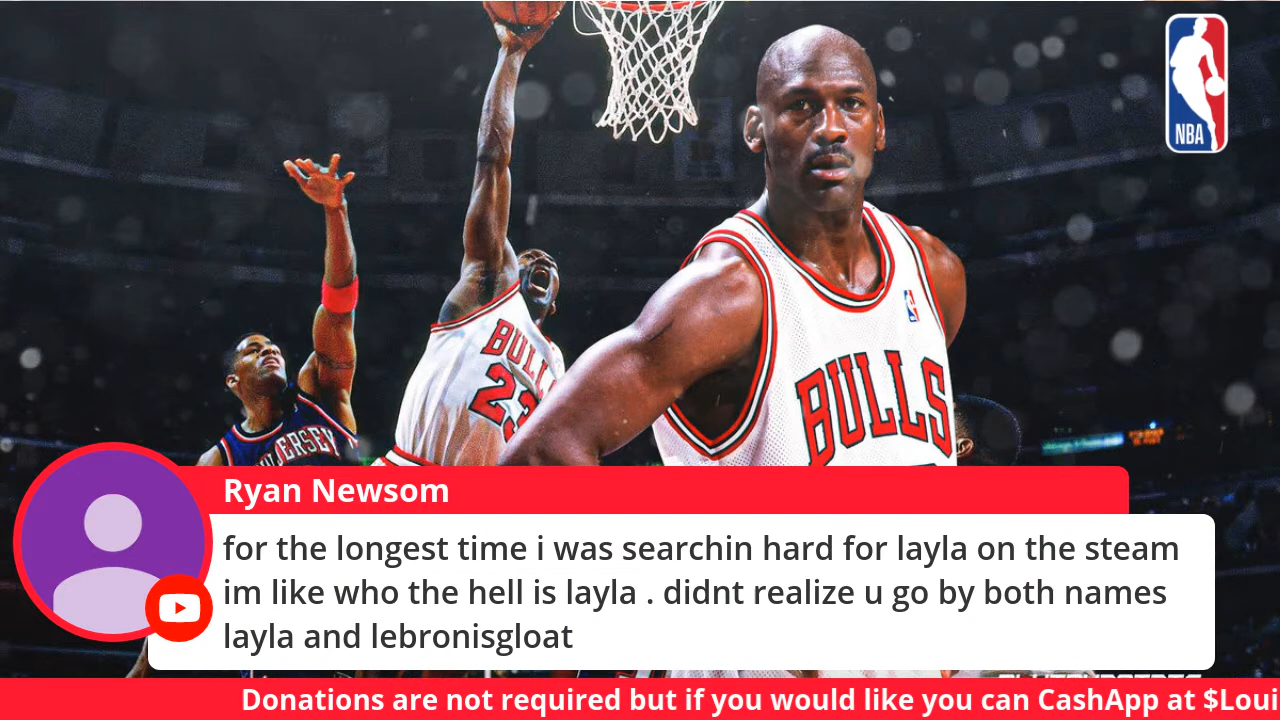 NBA
BULLS
23
JERSEY
BULLS
Ryan Newsom
for the longest time i was searchin hard for layla on the steam
im like who the hell is layla . didnt realize u go by both names
layla and lebronisgloat
Donations are not required but if you would like you can CashApp at $Loui